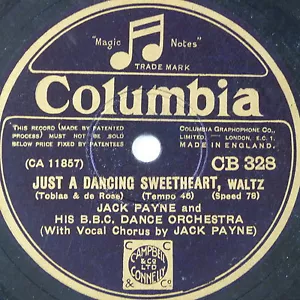 "Magic Notes"
TRADE MARK
Columbia
THIS RECORD (MADE BY PATENTED
PROCESS) MUST NOT BE SOLD
BELOW PRICE FIXED BY PATENTEES
COLUMBIA GRAPHOPHONE CO.,
LIMITED. LONDON, E.C.1.
MADE IN ENGLAND.
(CA 11857)
CB 328
JUST A DANCING SWEETHEART, WALTZ
(Tobias & de Rose) (Tempo 46) (Speed 78)
JACK PAYNE and
HIS B.B.C. DANCE ORCHESTRA
(With Vocal Chorus by JACK PAYNE)
C C
CAMPBELL
& CO
LTD
CONNELLY
& C